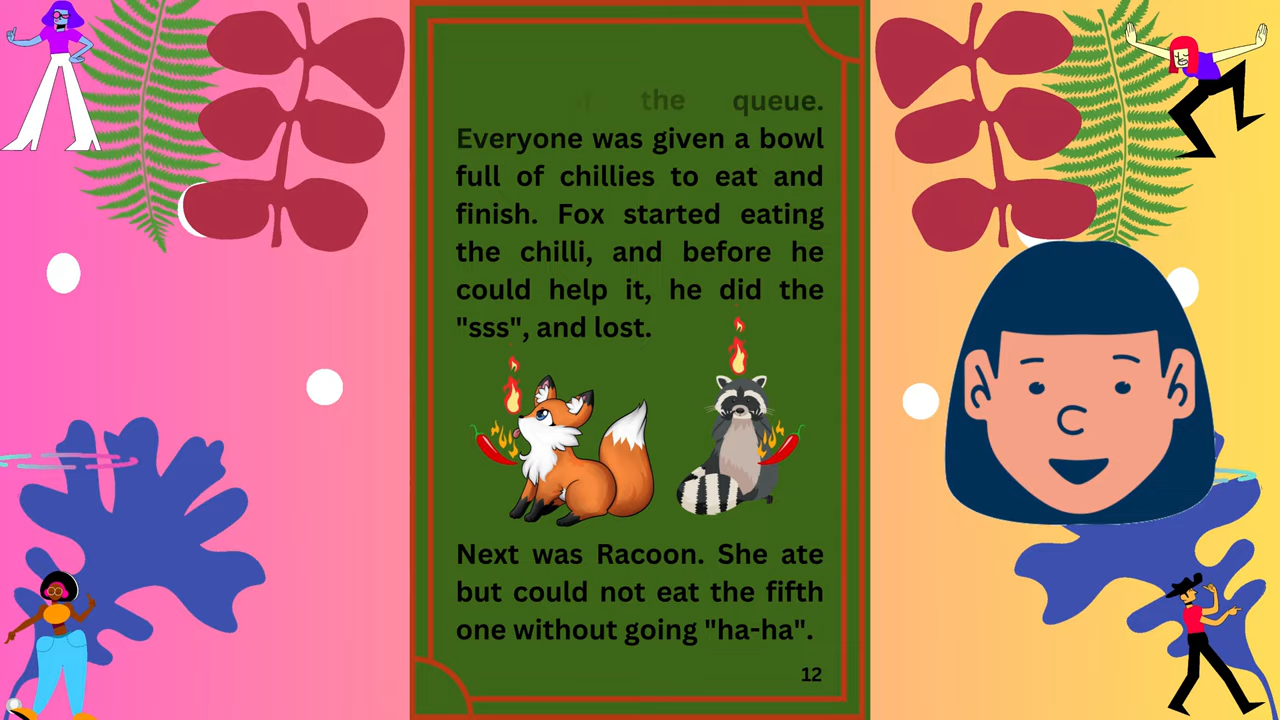 the queue.
Everyone was given a bowl
full of chillies to eat and
finish. Fox started eating
the chilli, and before he
could help it, he did the
"sss", and lost.
Next was Racoon. She ate
but could not eat the fifth
one without going "ha-ha".
12